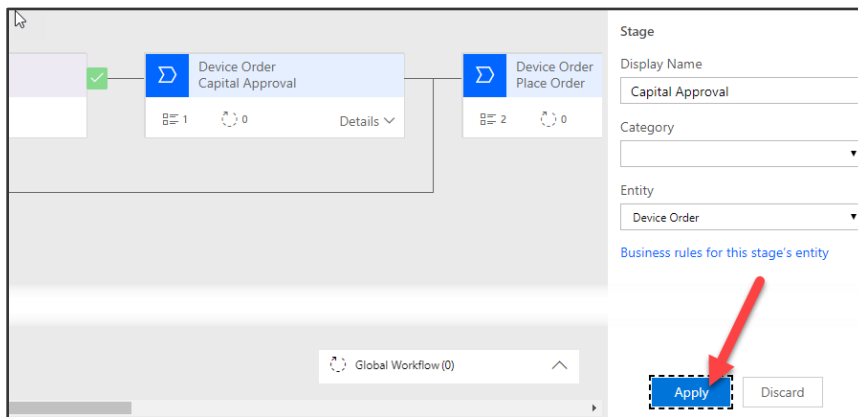 Device Order
Capital Approval
1
0
Details
Device Order
Place Order
2
0
Global Workflow (0)
Stage
Display Name
Capital Approval
Category
Entity
Device Order
Business rules for this stage's entity
Apply
Discard